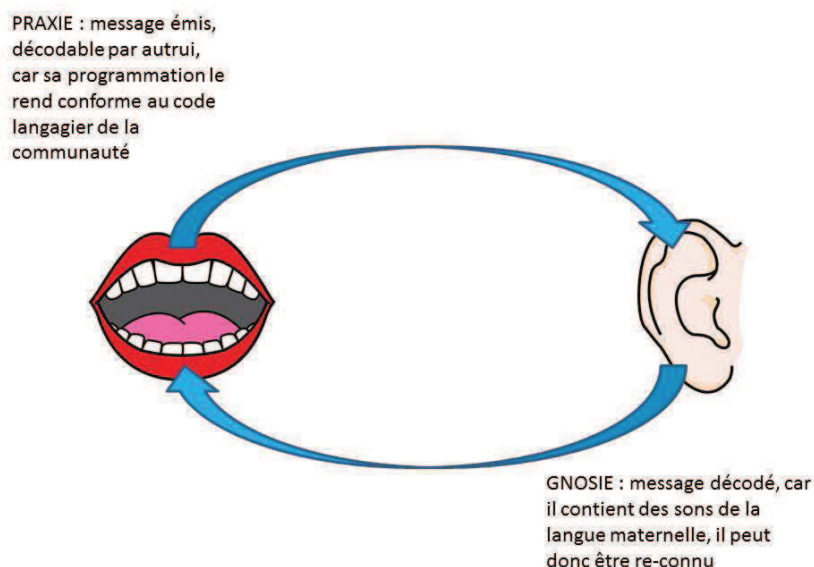 PRAXIE : message émis,
décodable par autrui,
car sa programmation le
rend conforme au code
langagier de la
communauté
GNOSIE : message décodé, car
il contient des sons de la
langue maternelle, il peut
donc être re-connu